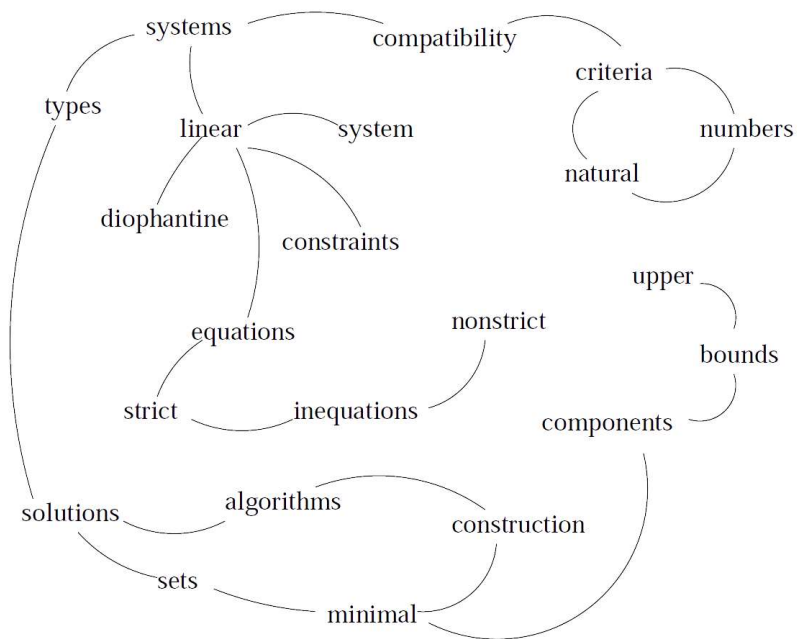 systems
compatibility
criteria
types
linear
system
numbers
natural
diophantine
constraints
upper
equations
nonstrict
bounds
strict
inequations
components
solutions
algorithms
construction
sets
minimal